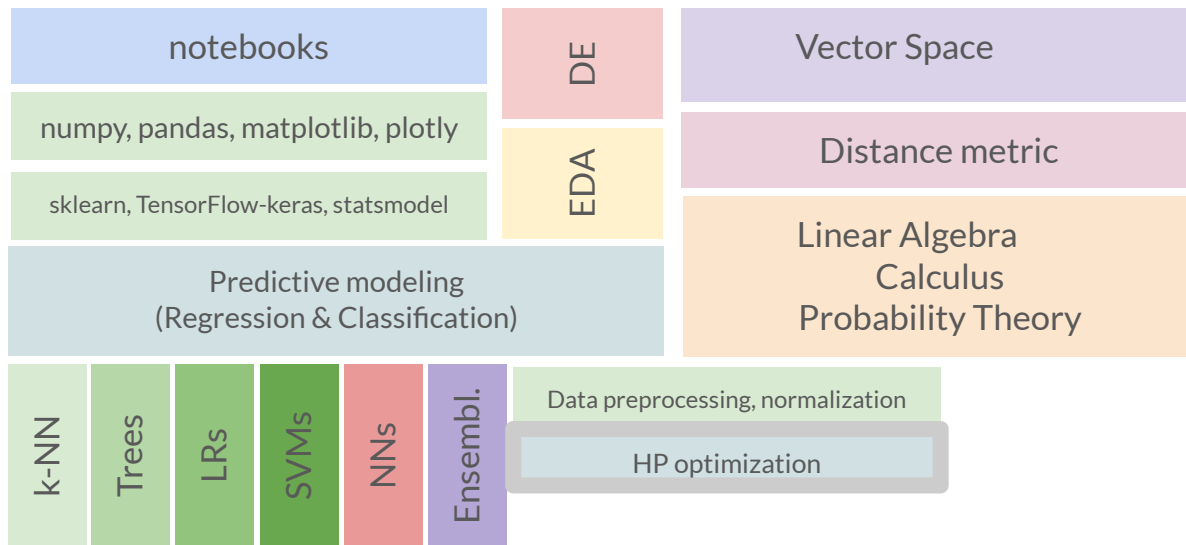 notebooks
numpy, pandas, matplotlib, plotly
sklearn, TensorFlow-keras, statsmodel
DE
EDA
Vector Space
Distance metric
Linear Algebra
Calculus
Probability Theory
Predictive modeling
(Regression & Classification)
k-NN
Trees
LRs
SVMs
NNs
Ensembl.
Data preprocessing, normalization
HP optimization